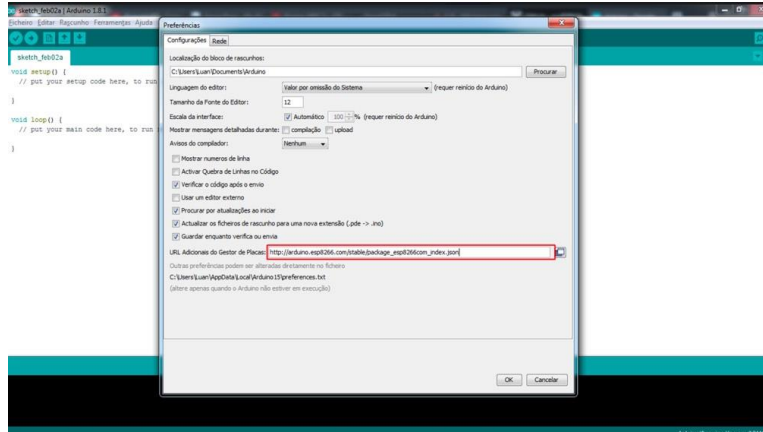 sketch_feb02a | Arduino 1.8.1
Ficheiro Editar Rascunho Ferramentas Ajuda
sketch_feb02a
void setup() {
// put your setup code here, to run
}
void loop() {
// put your main code here, to run
}
Preferências
Configurações Rede
Localização do bloco de rascunhos:
C:\Users\Luan\Documents\Arduino Procurar
Linguagem do editor: Valor por omissão do Sistema (requer reinício do Arduino)
Tamanho da Fonte do Editor: 12
Escala da interface: Automático 100 % (requer reinício do Arduino)
Mostrar mensagens detalhadas durante: compilação upload
Avisos do compilador: Nenhum
Mostrar numeros de linha
Activar Quebra de Linhas no Código
Verificar o código após o envio
Usar um editor externo
Procurar por atualizações ao iniciar
Actualizar os ficheiros de rascunho para uma nova extensão (.pde -> .ino)
Guardar enquanto verifica ou envia
URL Adicionais do Gestor de Placas: http://arduino.esp8266.com/stable/package_esp8266com_index.json
Outras preferências podem ser alteradas diretamente no ficheiro
C:\Users\Luan\AppData\Local\Arduino15\preferences.txt
(altere apenas quando o Arduino não estiver em execução)
OK Cancelar